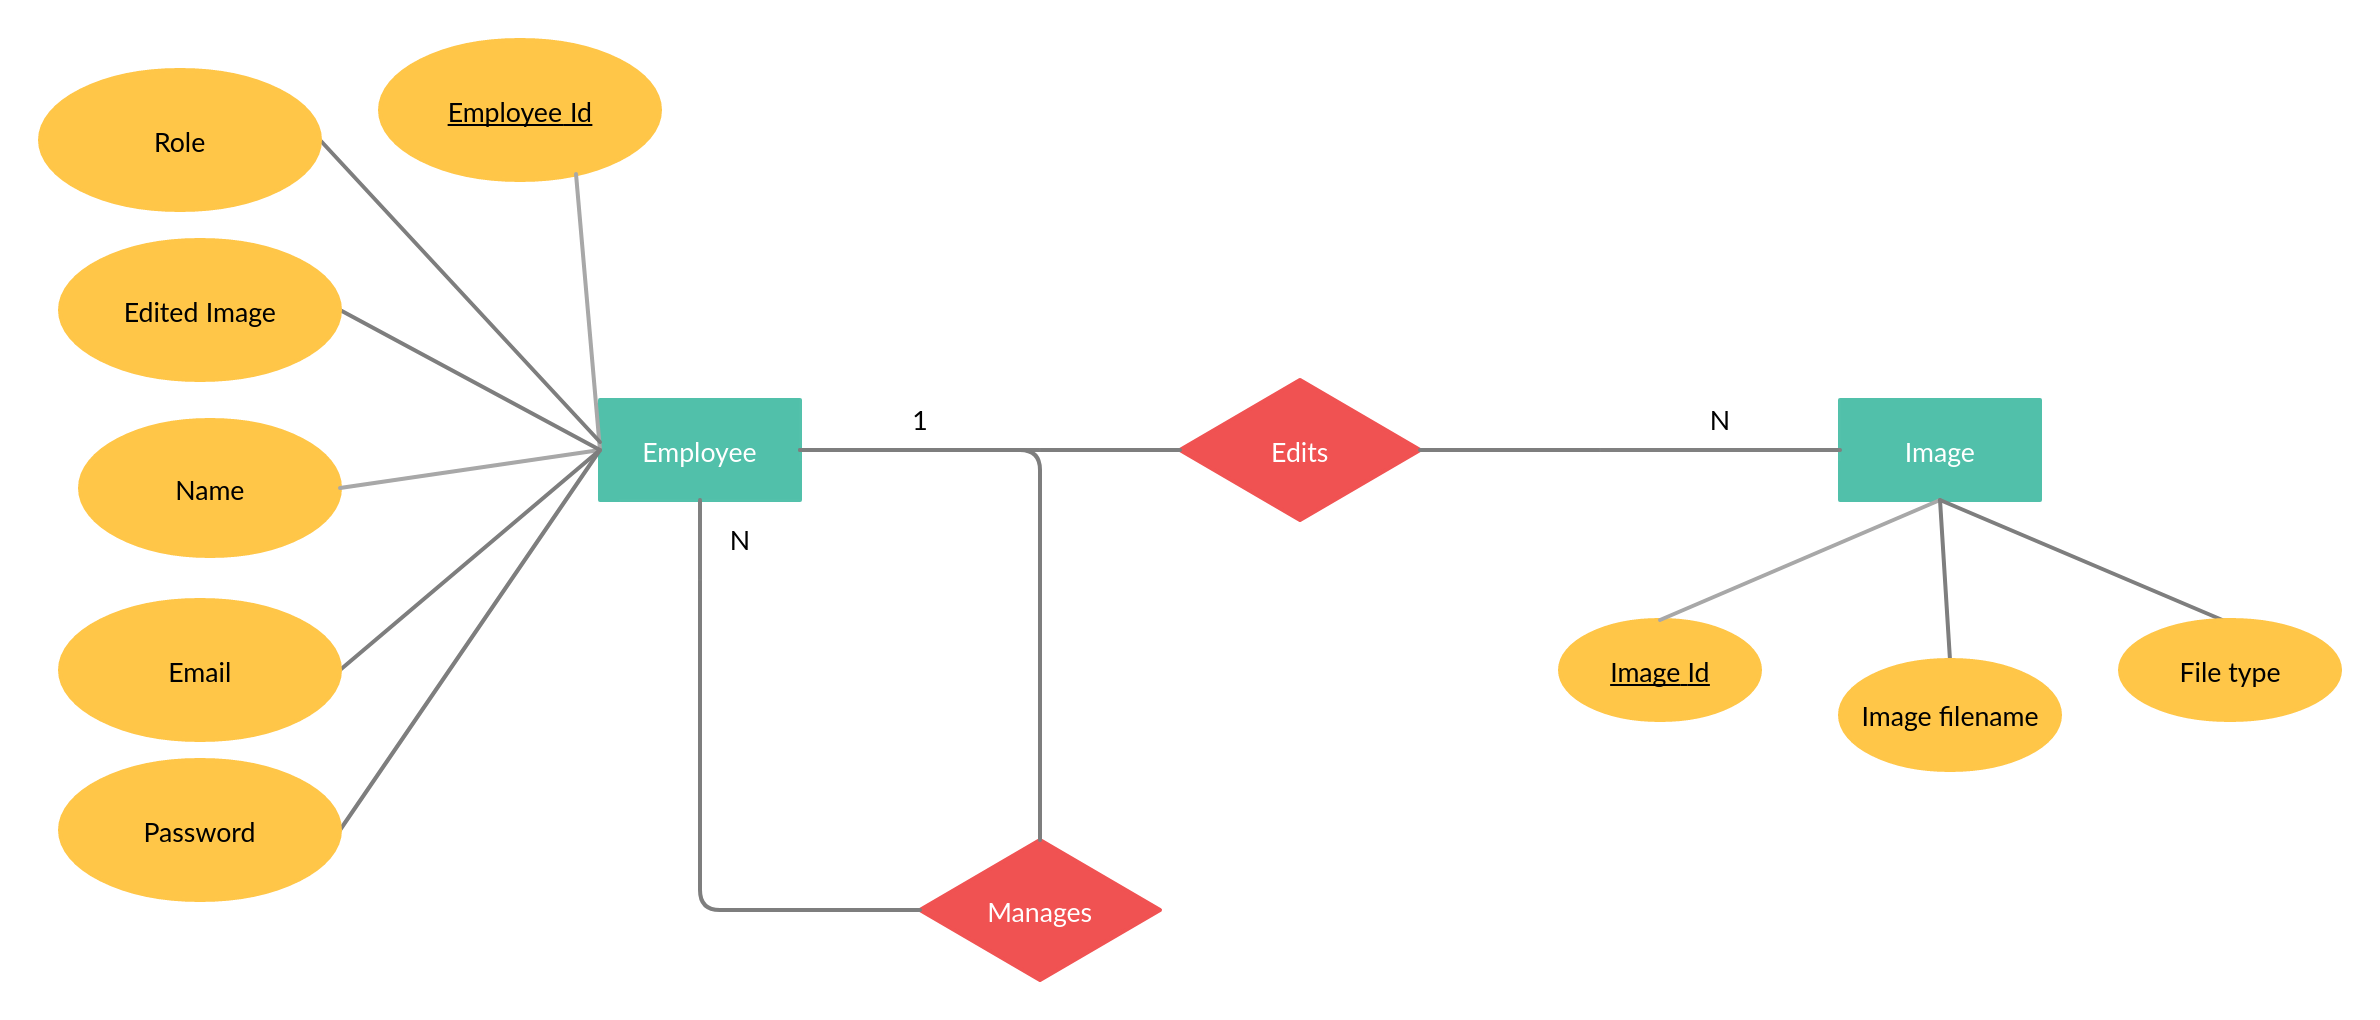 Employee Id
Role
Edited Image
1
N
Employee
Edits
Image
Name
N
Email
Image Id
File type
Image filename
Password
Manages